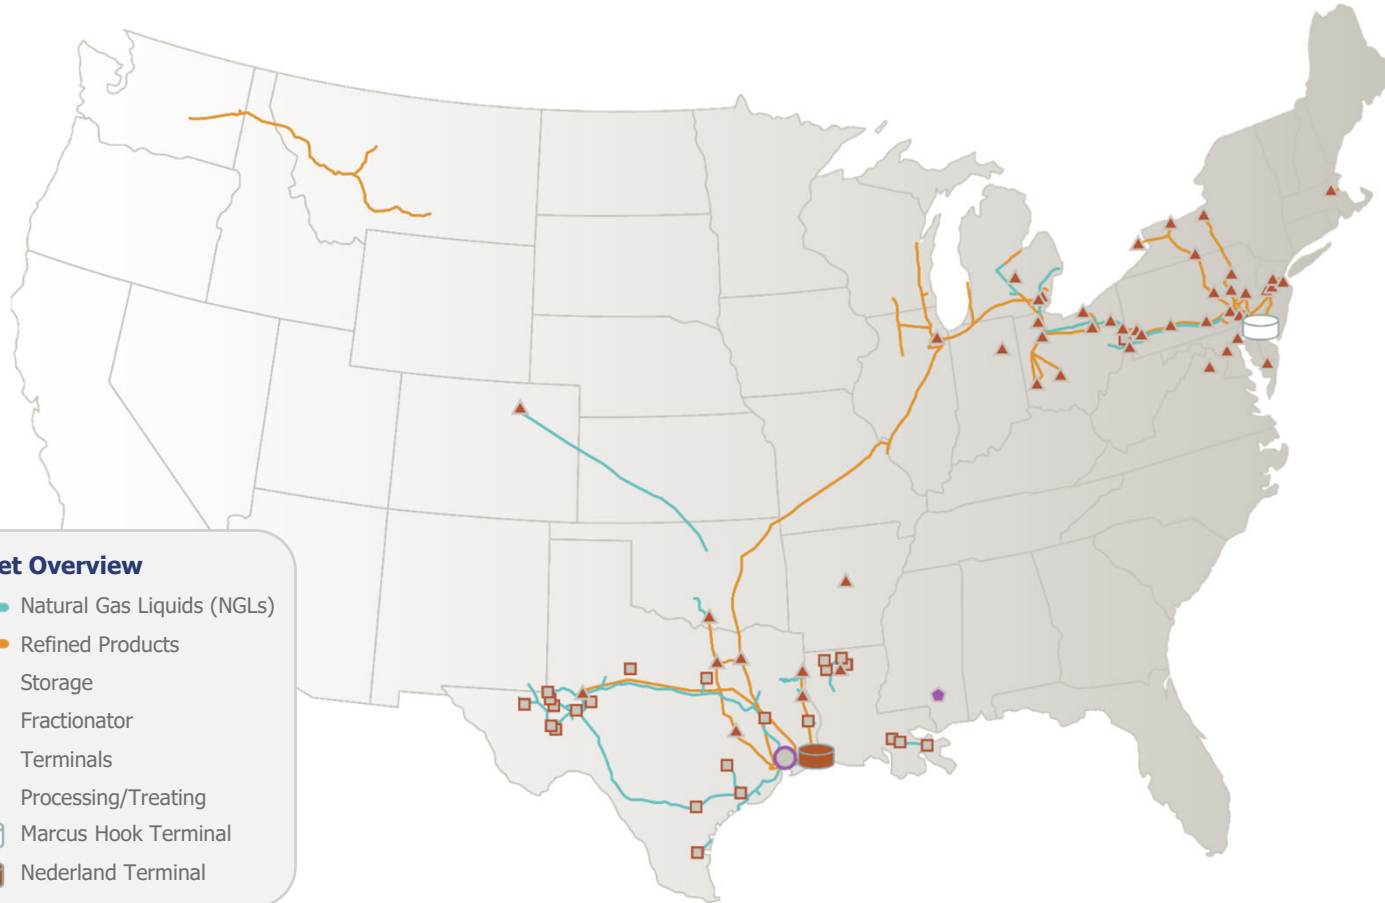 et Overview
Natural Gas Liquids (NGLs)
Refined Products
Storage
Fractionator
Terminals
Processing/Treating
Marcus Hook Terminal
Nederland Terminal